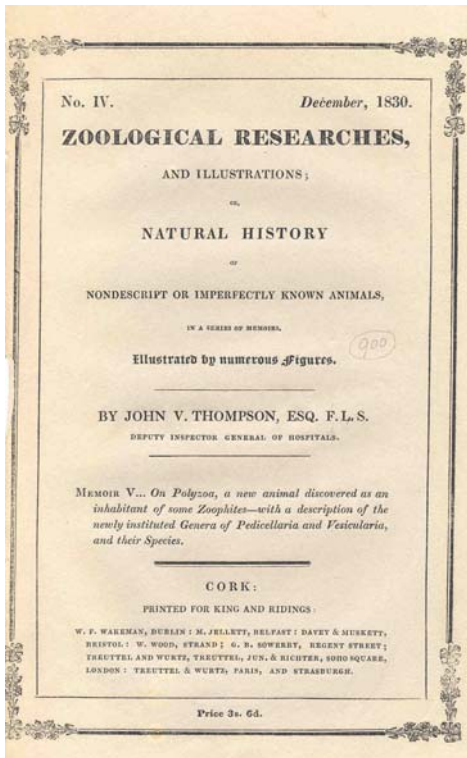 No. IV. December, 1830.
ZOOLOGICAL RESEARCHES,
AND ILLUSTRATIONS;
OR,
NATURAL HISTORY
OF
NONDESCRIPT OR IMPERFECTLY KNOWN ANIMALS,
IN A SERIES OF MEMOIRS,
Illustrated by numerous Figures.
900
BY JOHN V. THOMPSON, ESQ. F.L.S.
DEPUTY INSPECTOR GENERAL OF HOSPITALS.
MEMOIR V... On Polyzoa, a new animal discovered as an
inhabitant of some Zoophites—with a description of the
newly instituted Genera of Pedicellaria and Vesicularia,
and their Species.
CORK:
PRINTED FOR KING AND RIDINGS:
W. F. WAKEMAN, DUBLIN: M. JELLETT, BELFAST: DAVEY & MUSKETT,
BRISTOL: W. WOOD, STRAND; G. B. SOWERBY, REGENT STREET;
TREUTTEL AND WURTZ, TREUTTEL, JUN. & RICHTER, SOHO SQUARE,
LONDON: TREUTTEL & WURTZ, PARIS, AND STRASBURGH.
Price 3s. 6d.